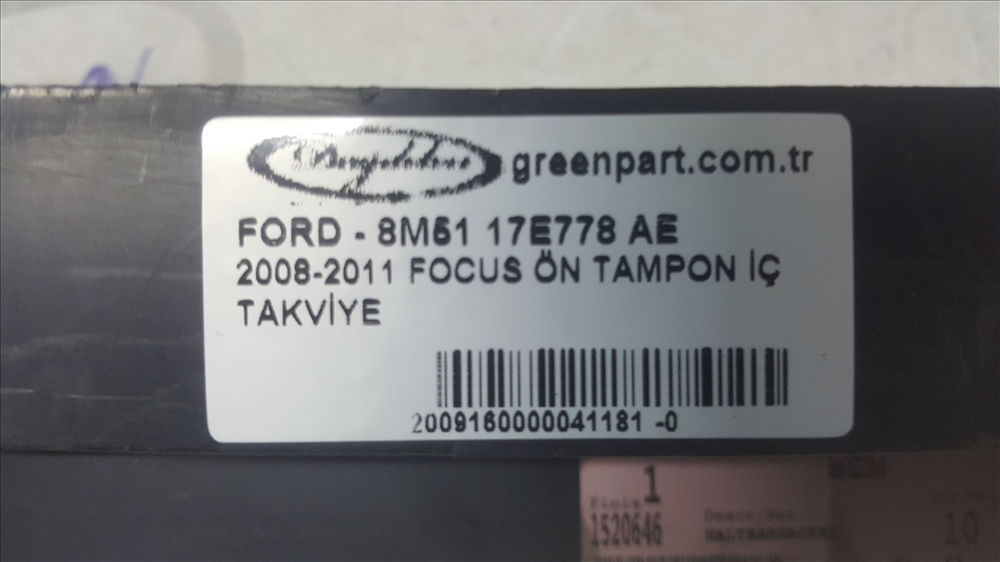 greenpart.com.tr
FORD - 8M51 17E778 AE
2008-2011 FOCUS ÖN TAMPON İÇ
TAKVİYE
2009160000041181 -0
1
Finis
1520646
10